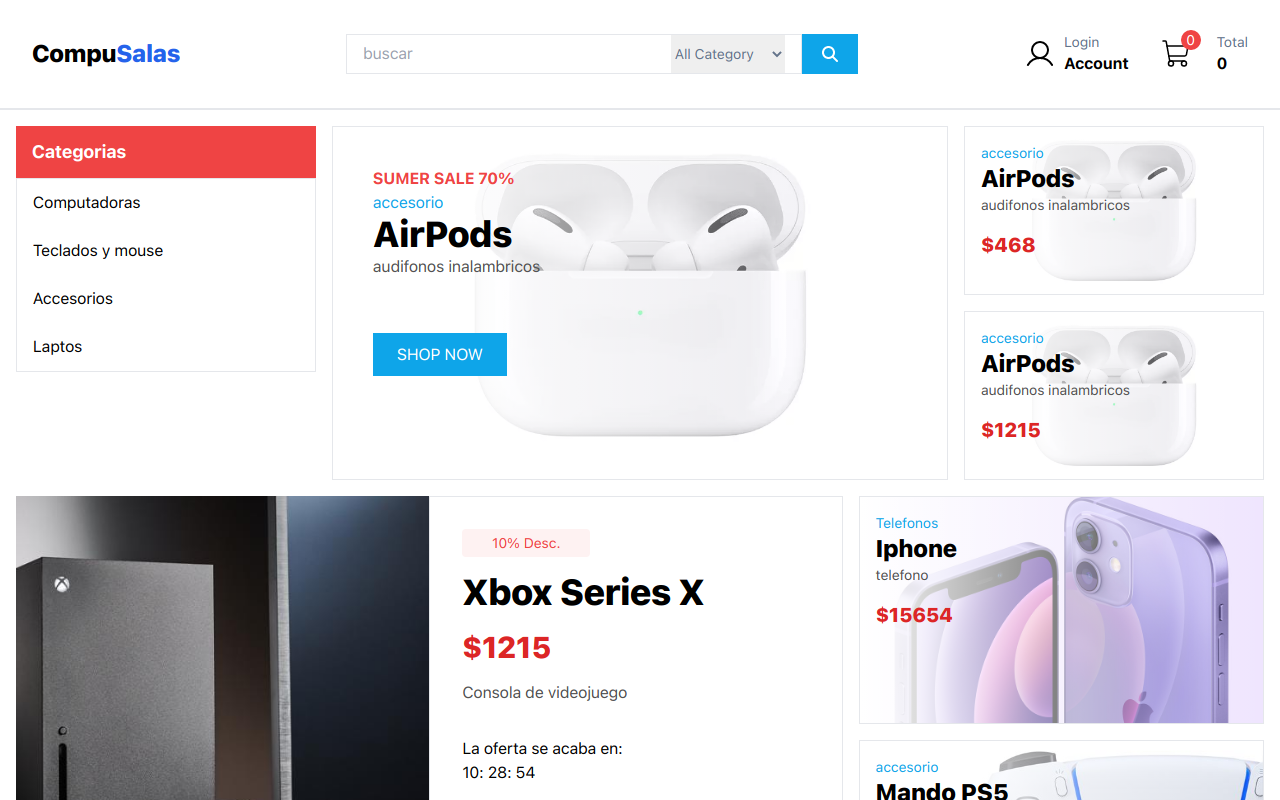 CompuSalas
buscar
All Category
Login
Account
0
Total
0
Categorias
Computadoras
Teclados y mouse
Accesorios
Laptos
SUMER SALE 70%
accesorio
AirPods
audifonos inalambricos
SHOP NOW
accesorio
AirPods
audifonos inalambricos
$468
accesorio
AirPods
audifonos inalambricos
$1215
10% Desc.
Xbox Series X
$1215
Consola de videojuego
La oferta se acaba en:
10: 28: 54
Telefonos
Iphone
telefono
$15654
accesorio
Mando PS5